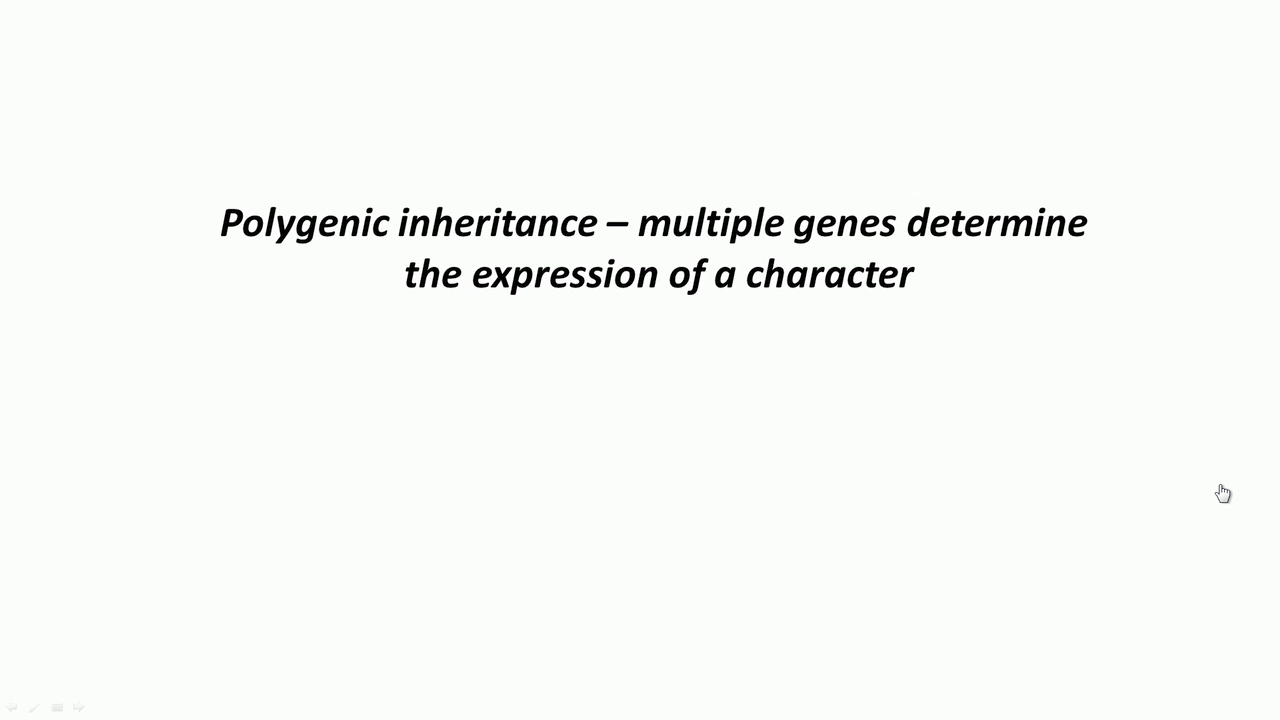 Polygenic inheritance – multiple genes determine
the expression of a character